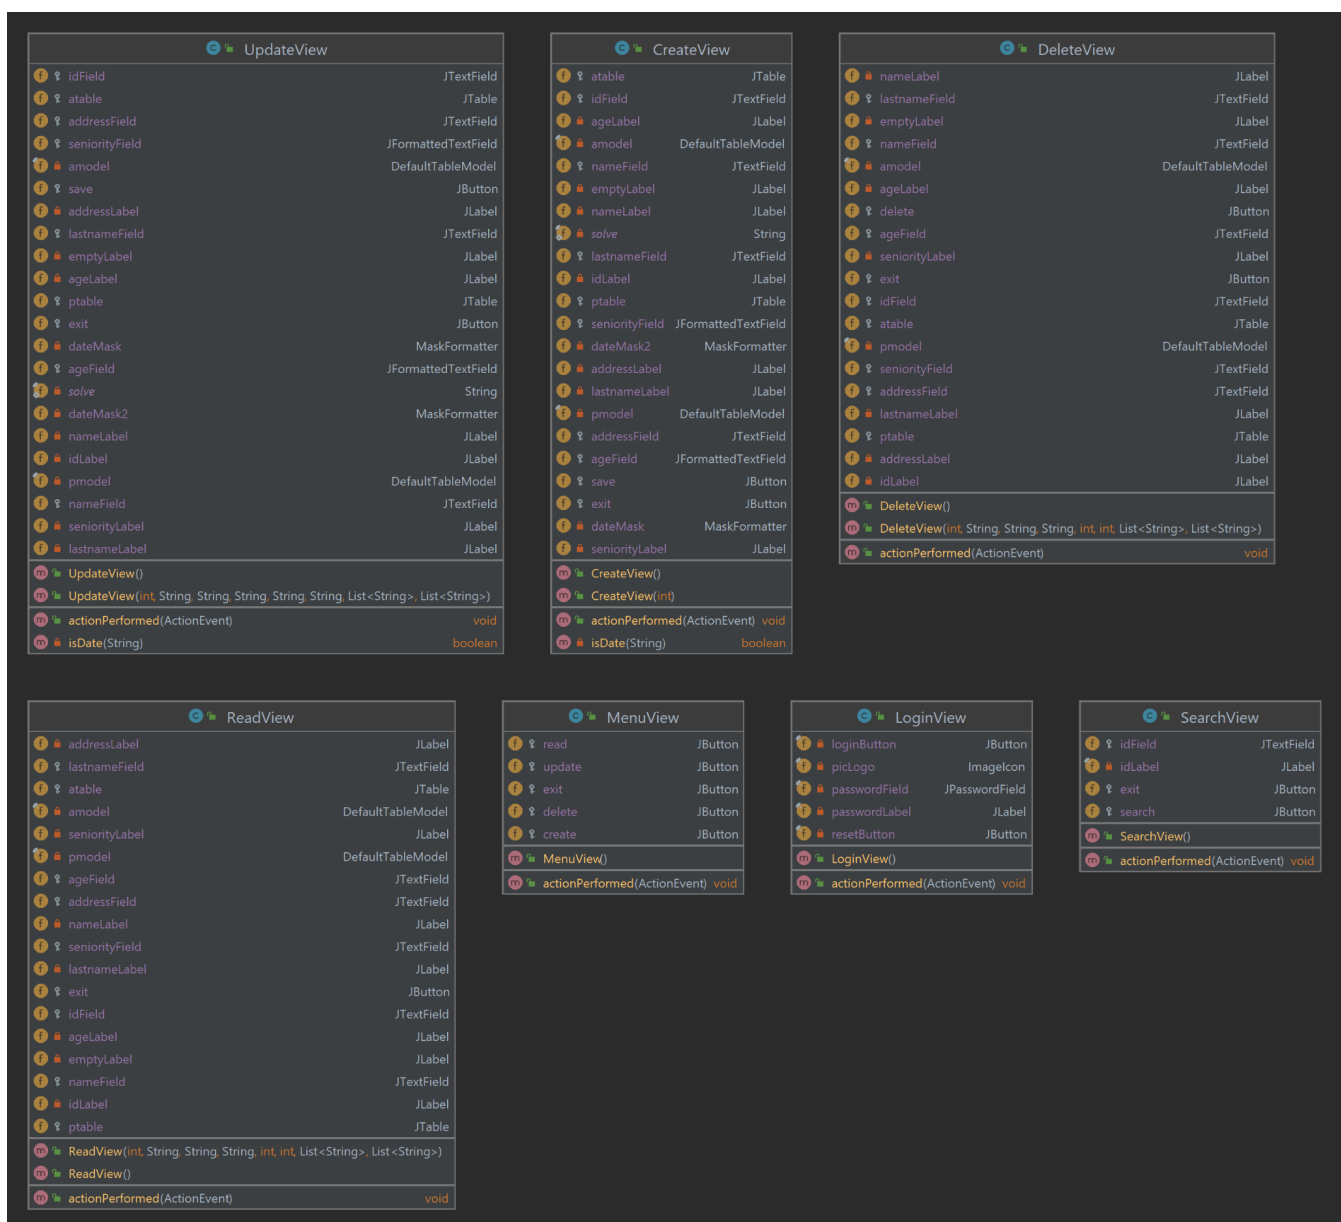 UpdateView
idField JTextField
atable JTable
addressField JTextField
seniorityField JFormattedTextField
amodel DefaultTableModel
save JButton
addressLabel JLabel
lastnameField JTextField
emptyLabel JLabel
ageLabel JLabel
ptable JTable
exit JButton
dateMask MaskFormatter
ageField JFormattedTextField
solve String
dateMask2 MaskFormatter
nameLabel JLabel
idLabel JLabel
pmodel DefaultTableModel
nameField JTextField
seniorityLabel JLabel
lastnameLabel JLabel
UpdateView()
UpdateView(int, String, String, String, String, String, List<String>, List<String>)
actionPerformed(ActionEvent) void
isDate(String) boolean
CreateView
atable JTable
idField JTextField
ageLabel JLabel
amodel DefaultTableModel
nameField JTextField
emptyLabel JLabel
nameLabel JLabel
solve String
lastnameField JTextField
idLabel JLabel
ptable JTable
seniorityField JFormattedTextField
dateMask2 MaskFormatter
addressLabel JLabel
lastnameLabel JLabel
pmodel DefaultTableModel
addressField JTextField
ageField JFormattedTextField
save JButton
exit JButton
dateMask MaskFormatter
seniorityLabel JLabel
CreateView()
CreateView(int)
actionPerformed(ActionEvent) void
isDate(String) boolean
DeleteView
nameLabel JLabel
lastnameField JTextField
emptyLabel JLabel
nameField JTextField
amodel DefaultTableModel
ageLabel JLabel
delete JButton
ageField JTextField
seniorityLabel JLabel
exit JButton
idField JTextField
atable JTable
pmodel DefaultTableModel
seniorityField JTextField
addressField JTextField
lastnameLabel JLabel
ptable JTable
addressLabel JLabel
idLabel JLabel
DeleteView()
DeleteView(int, String, String, String, int, int, List<String>, List<String>)
actionPerformed(ActionEvent) void
ReadView
addressLabel JLabel
lastnameField JTextField
atable JTable
amodel DefaultTableModel
seniorityLabel JLabel
pmodel DefaultTableModel
ageField JTextField
addressField JTextField
nameLabel JLabel
seniorityField JTextField
lastnameLabel JLabel
exit JButton
idField JTextField
ageLabel JLabel
emptyLabel JLabel
nameField JTextField
idLabel JLabel
ptable JTable
ReadView(int, String, String, String, int, int, List<String>, List<String>)
ReadView()
actionPerformed(ActionEvent) void
MenuView
read JButton
update JButton
exit JButton
delete JButton
create JButton
MenuView()
actionPerformed(ActionEvent) void
LoginView
loginButton JButton
picLogo ImageIcon
passwordField JPasswordField
passwordLabel JLabel
resetButton JButton
LoginView()
actionPerformed(ActionEvent) void
SearchView
idField JTextField
idLabel JLabel
exit JButton
search JButton
SearchView()
actionPerformed(ActionEvent) void